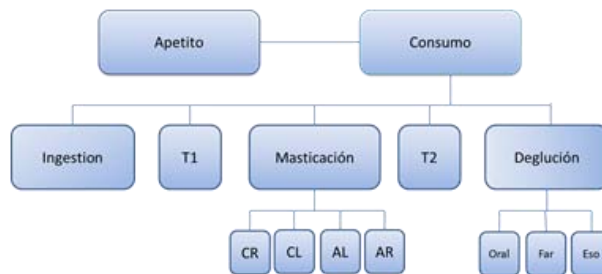 Apetito
Consumo
Ingestion
T1
Masticación
T2
Deglución
CR
CL
AL
AR
Oral
Far
Eso